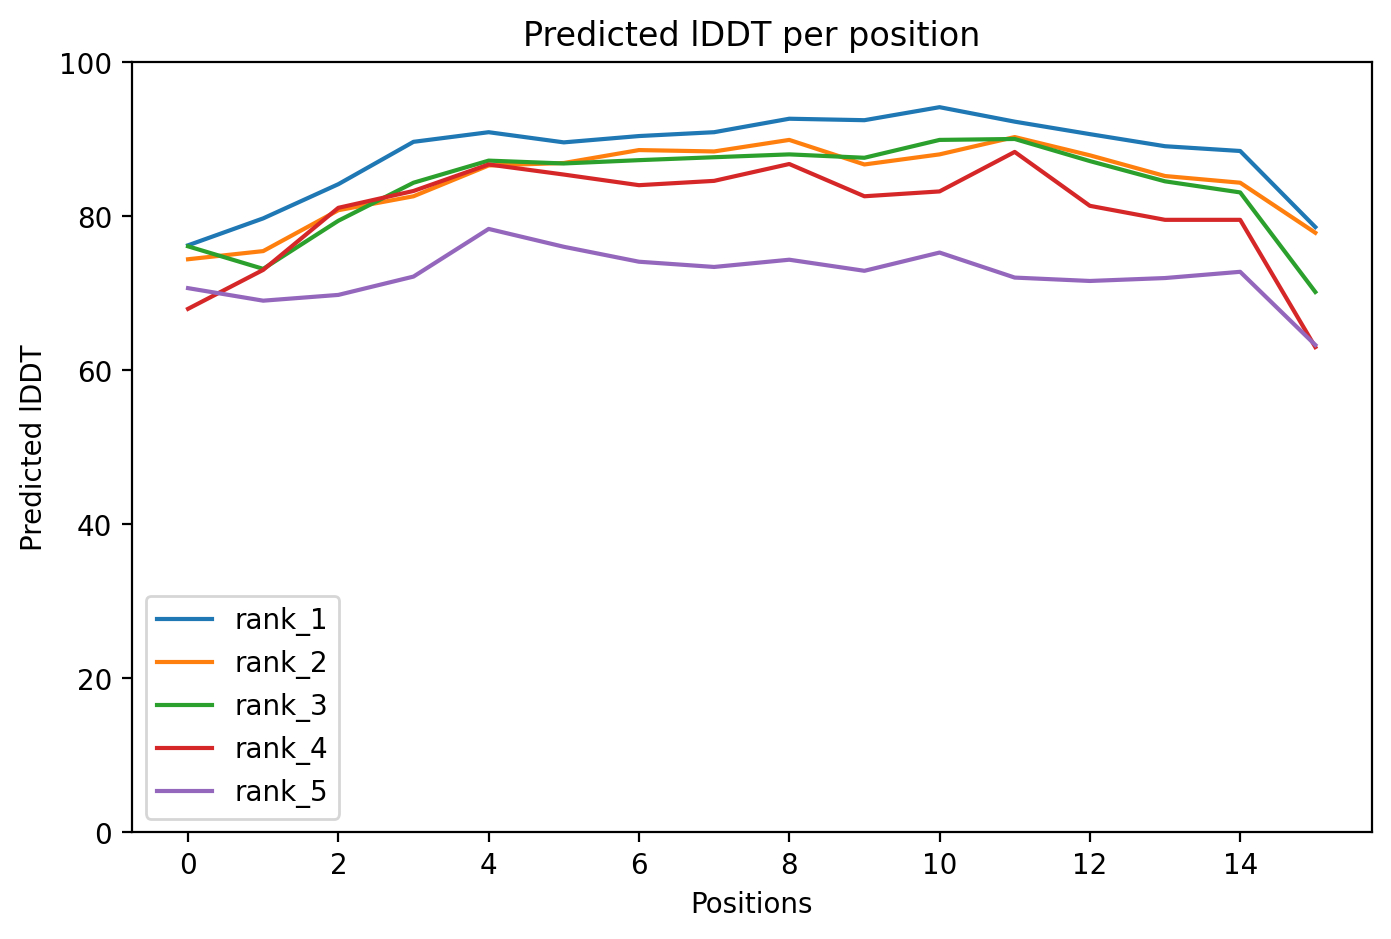 Predicted lDDT per position
100
80
60
40
20
0
Predicted lDDT
rank_1
rank_2
rank_3
rank_4
rank_5
0 2 4 6 8 10 12 14
Positions